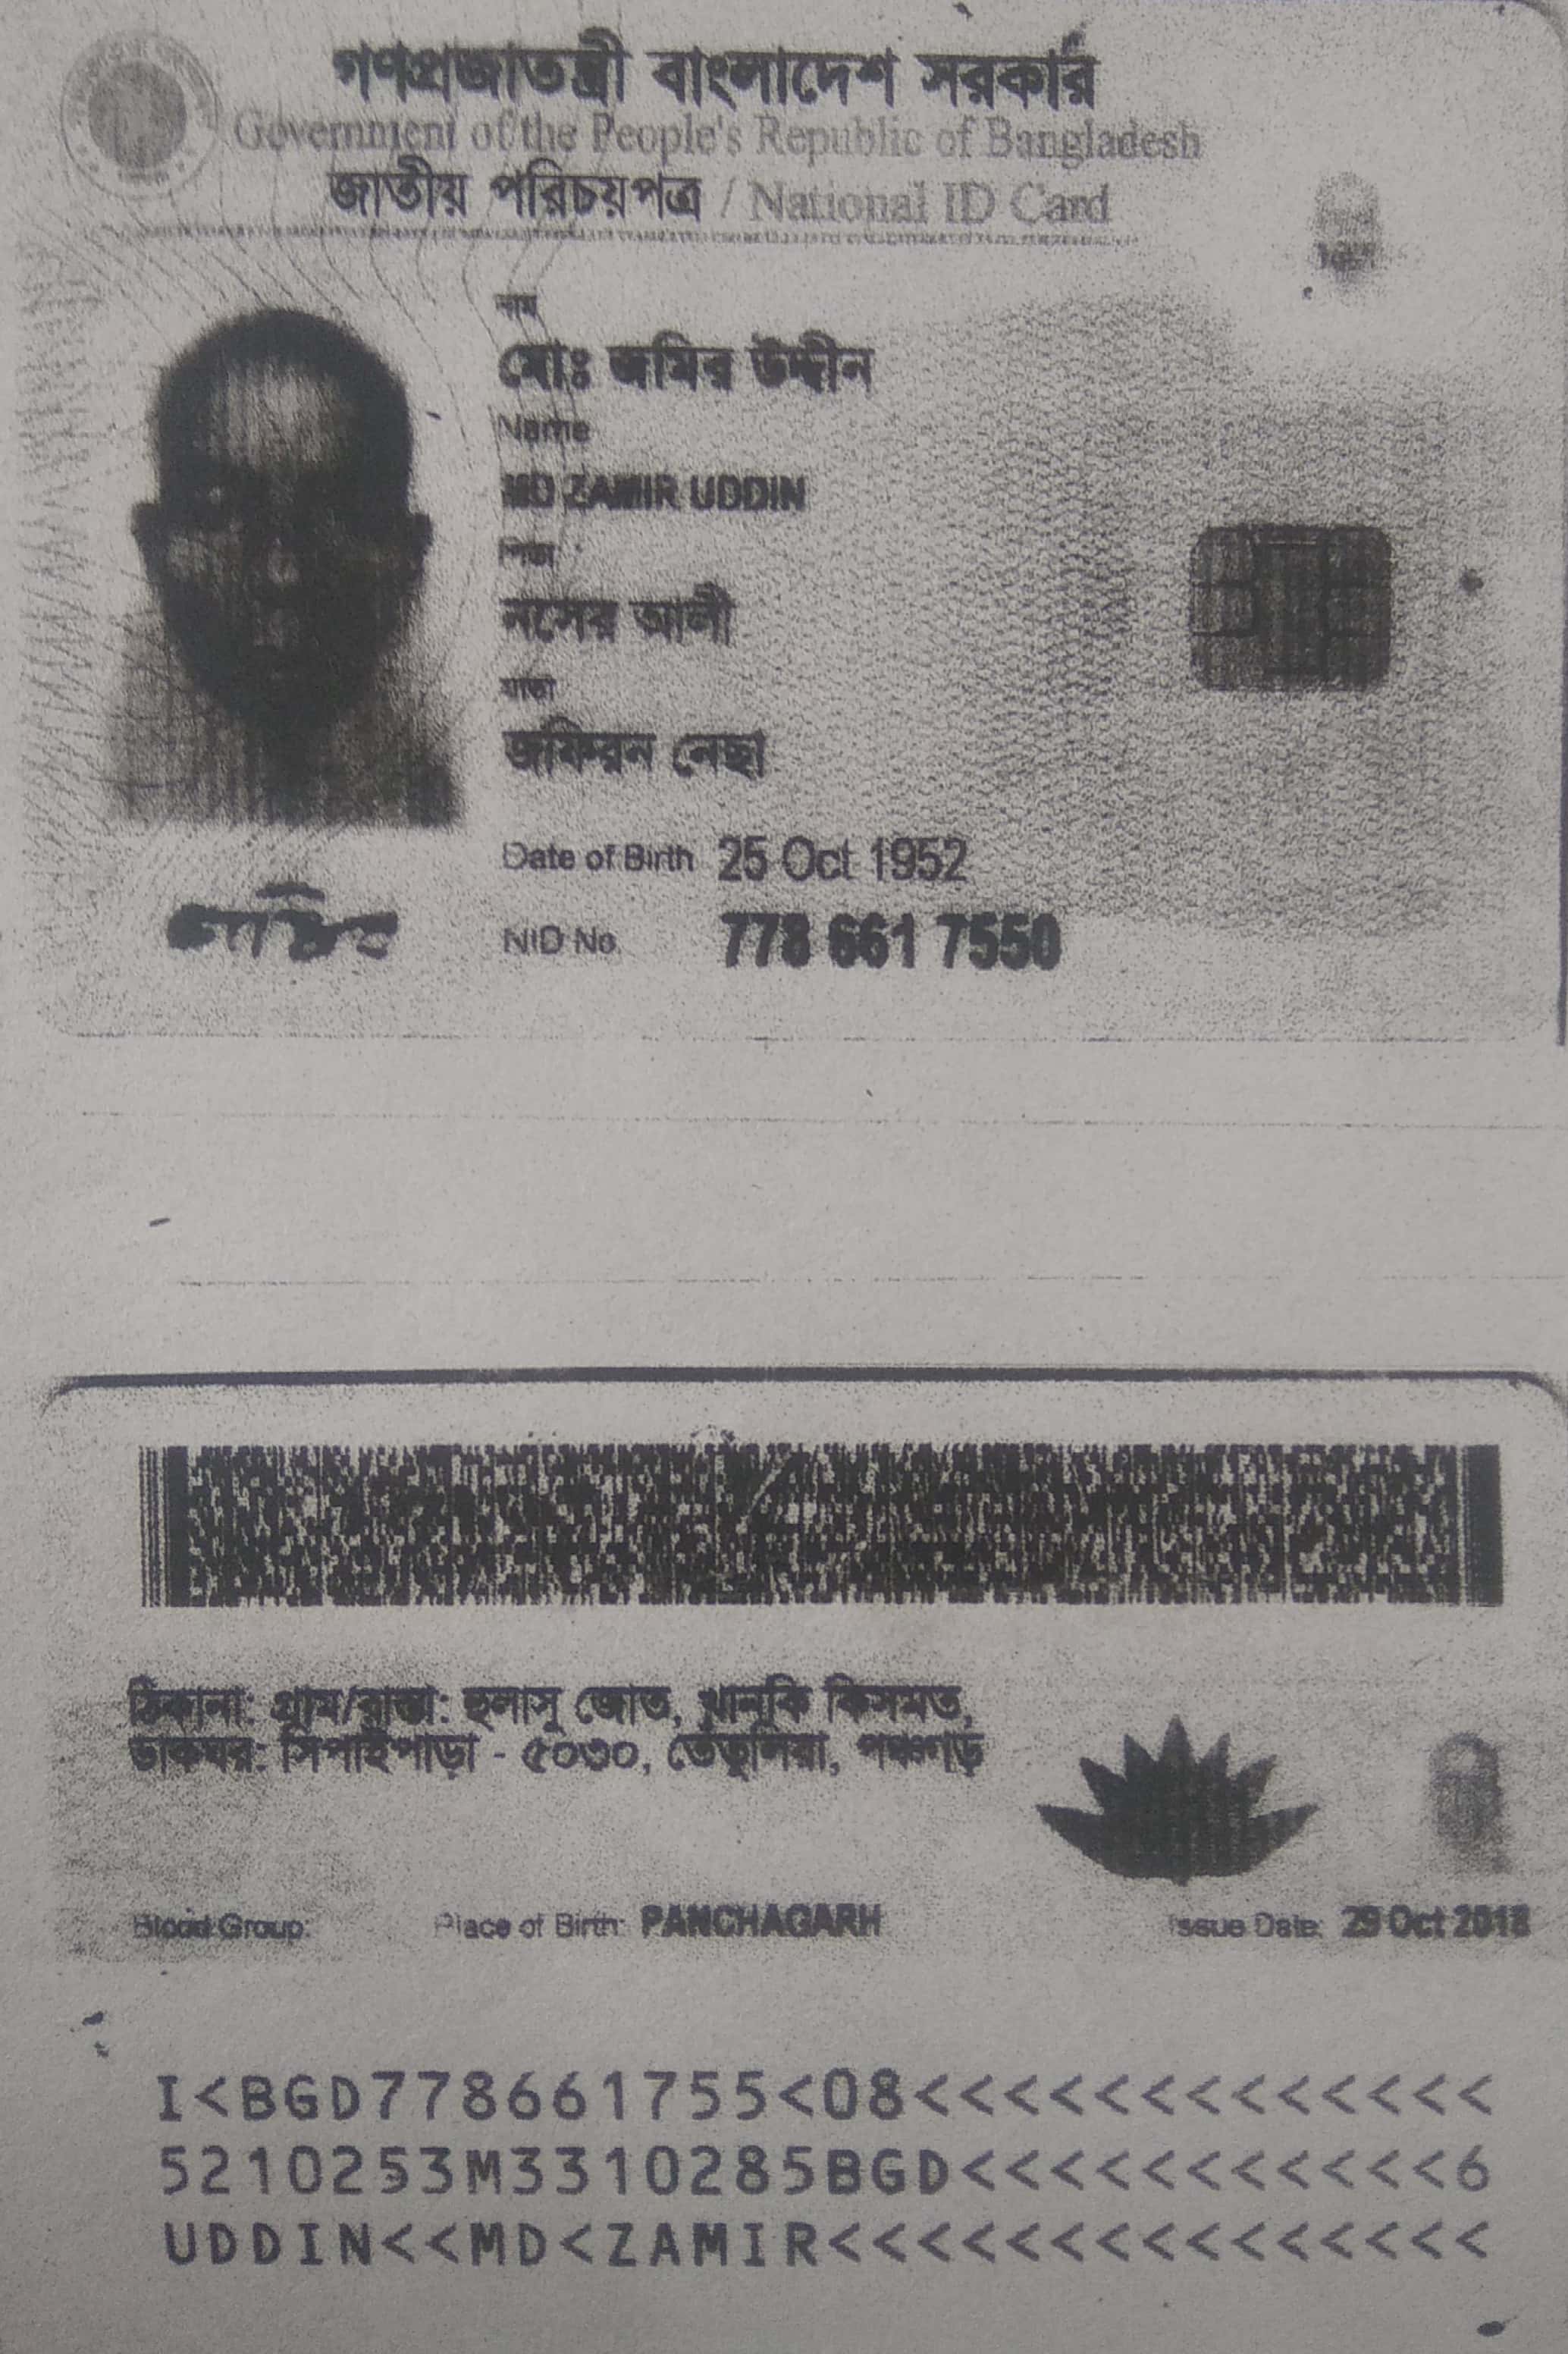 গণপ্রজাতন্ত্রী বাংলাদেশ সরকার
Government of the People's Republic of Bangladesh
জাতীয় পরিচয়পত্র / National ID Card
নাম
মোঃ জমির উদ্দীন
Name
MD ZAMIR UDDIN
পিতা
নসের আলী
মাতা
জফিরন নেছা
Date of Birth 25 Oct 1952
NID No. 778 661 7550
ঠিকানা: গ্রাম/রাস্তা: হুলাসু জোত, খানকি কিসমত,
ডাকঘর: সিপাইপাড়া - ৫০৩০, তেঁতুলিয়া, পঞ্চগড়
Blood Group: Place of Birth: PANCHAGARH Issue Date: 29 Oct 2018
I<BGD778661755<08<<<<<<<<<<<<<<<
5210253M3310285BGD<<<<<<<<<<<<<6
UDDIN<<MD<ZAMIR<<<<<<<<<<<<<<<<<